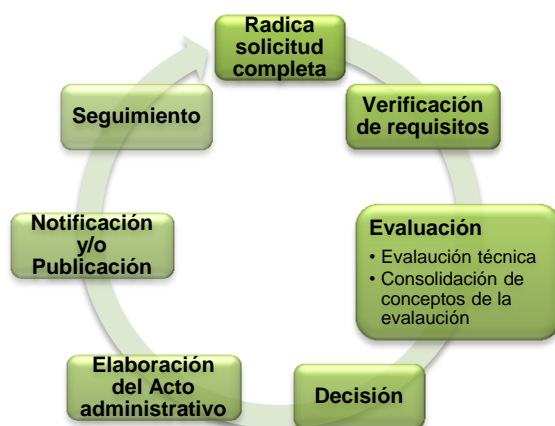 Radica
solicitud
completa
Verificación
de requisitos
Evaluación
• Evalaución técnica
• Consolidación de
conceptos de la
evalaución
Decisión
Elaboración
del Acto
administrativo
Notificación
y/o
Publicación
Seguimiento